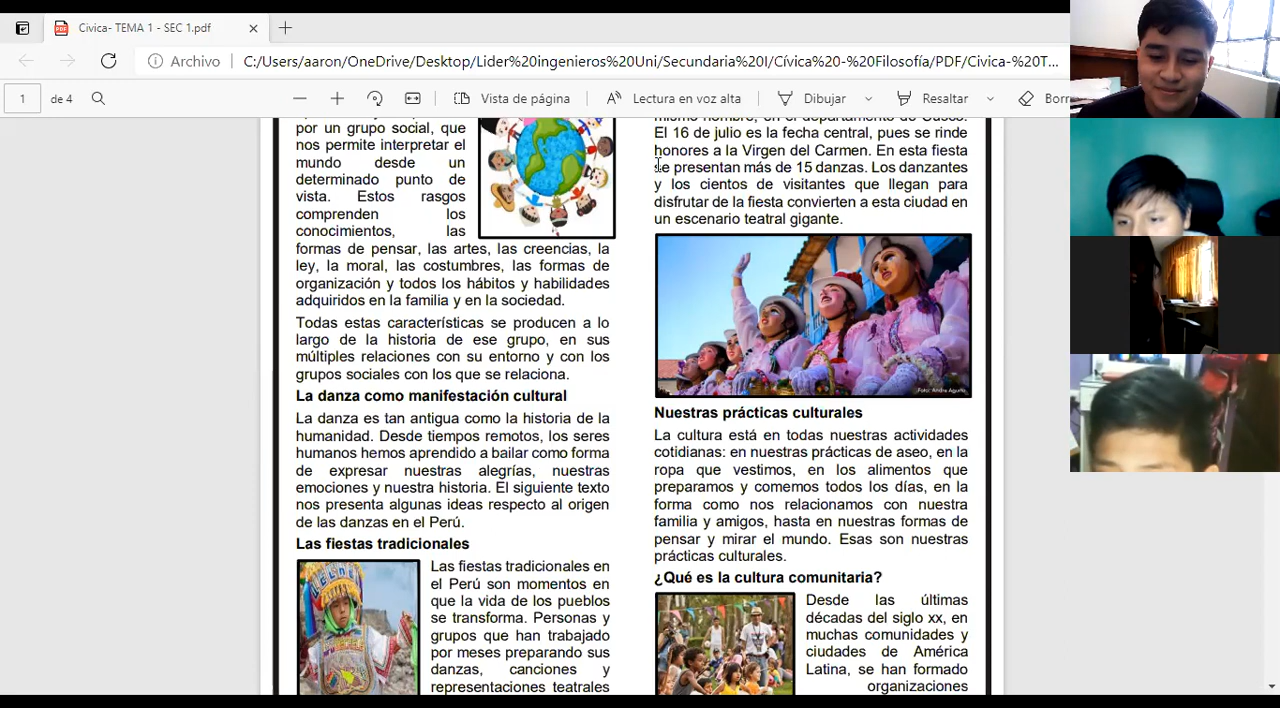 Civica- TEMA 1 - SEC 1.pdf
Archivo
C:/Users/aaron/OneDrive/Desktop/Lider%20ingenieros%20Uni/Secundaria%20I/Cívica%20-%20Filosofía/PDF/Civica-%20T...
1 de 4
Vista de página
Lectura en voz alta
Dibujar
Resaltar
Borr
por un grupo social, que
nos permite interpretar el
mundo desde un
determinado punto de
vista. Estos rasgos
comprenden los
conocimientos, las
formas de pensar, las artes, las creencias, la
ley, la moral, las costumbres, las formas de
organización y todos los hábitos y habilidades
adquiridos en la familia y en la sociedad.
Todas estas características se producen a lo
largo de la historia de ese grupo, en sus
múltiples relaciones con su entorno y con los
grupos sociales con los que se relaciona.
La danza como manifestación cultural
La danza es tan antigua como la historia de la
humanidad. Desde tiempos remotos, los seres
humanos hemos aprendido a bailar como forma
de expresar nuestras alegrías, nuestras
emociones y nuestra historia. El siguiente texto
nos presenta algunas ideas respecto al origen
de las danzas en el Perú.
Las fiestas tradicionales
Las fiestas tradicionales en
el Perú son momentos en
que la vida de los pueblos
se transforma. Personas y
grupos que han trabajado
por meses preparando sus
danzas, canciones y
representaciones teatrales
mismo nombre, en el departamento de Cusco.
El 16 de julio es la fecha central, pues se rinde
honores a la Virgen del Carmen. En esta fiesta
se presentan más de 15 danzas. Los danzantes
y los cientos de visitantes que llegan para
disfrutar de la fiesta convierten a esta ciudad en
un escenario teatral gigante.
Nuestras prácticas culturales
La cultura está en todas nuestras actividades
cotidianas: en nuestras prácticas de aseo, en la
ropa que vestimos, en los alimentos que
preparamos y comemos todos los días, en la
forma como nos relacionamos con nuestra
familia y amigos, hasta en nuestras formas de
pensar y mirar el mundo. Esas son nuestras
prácticas culturales.
¿Qué es la cultura comunitaria?
Desde las últimas
décadas del siglo xx, en
muchas comunidades y
ciudades de América
Latina, se han formado
organizaciones